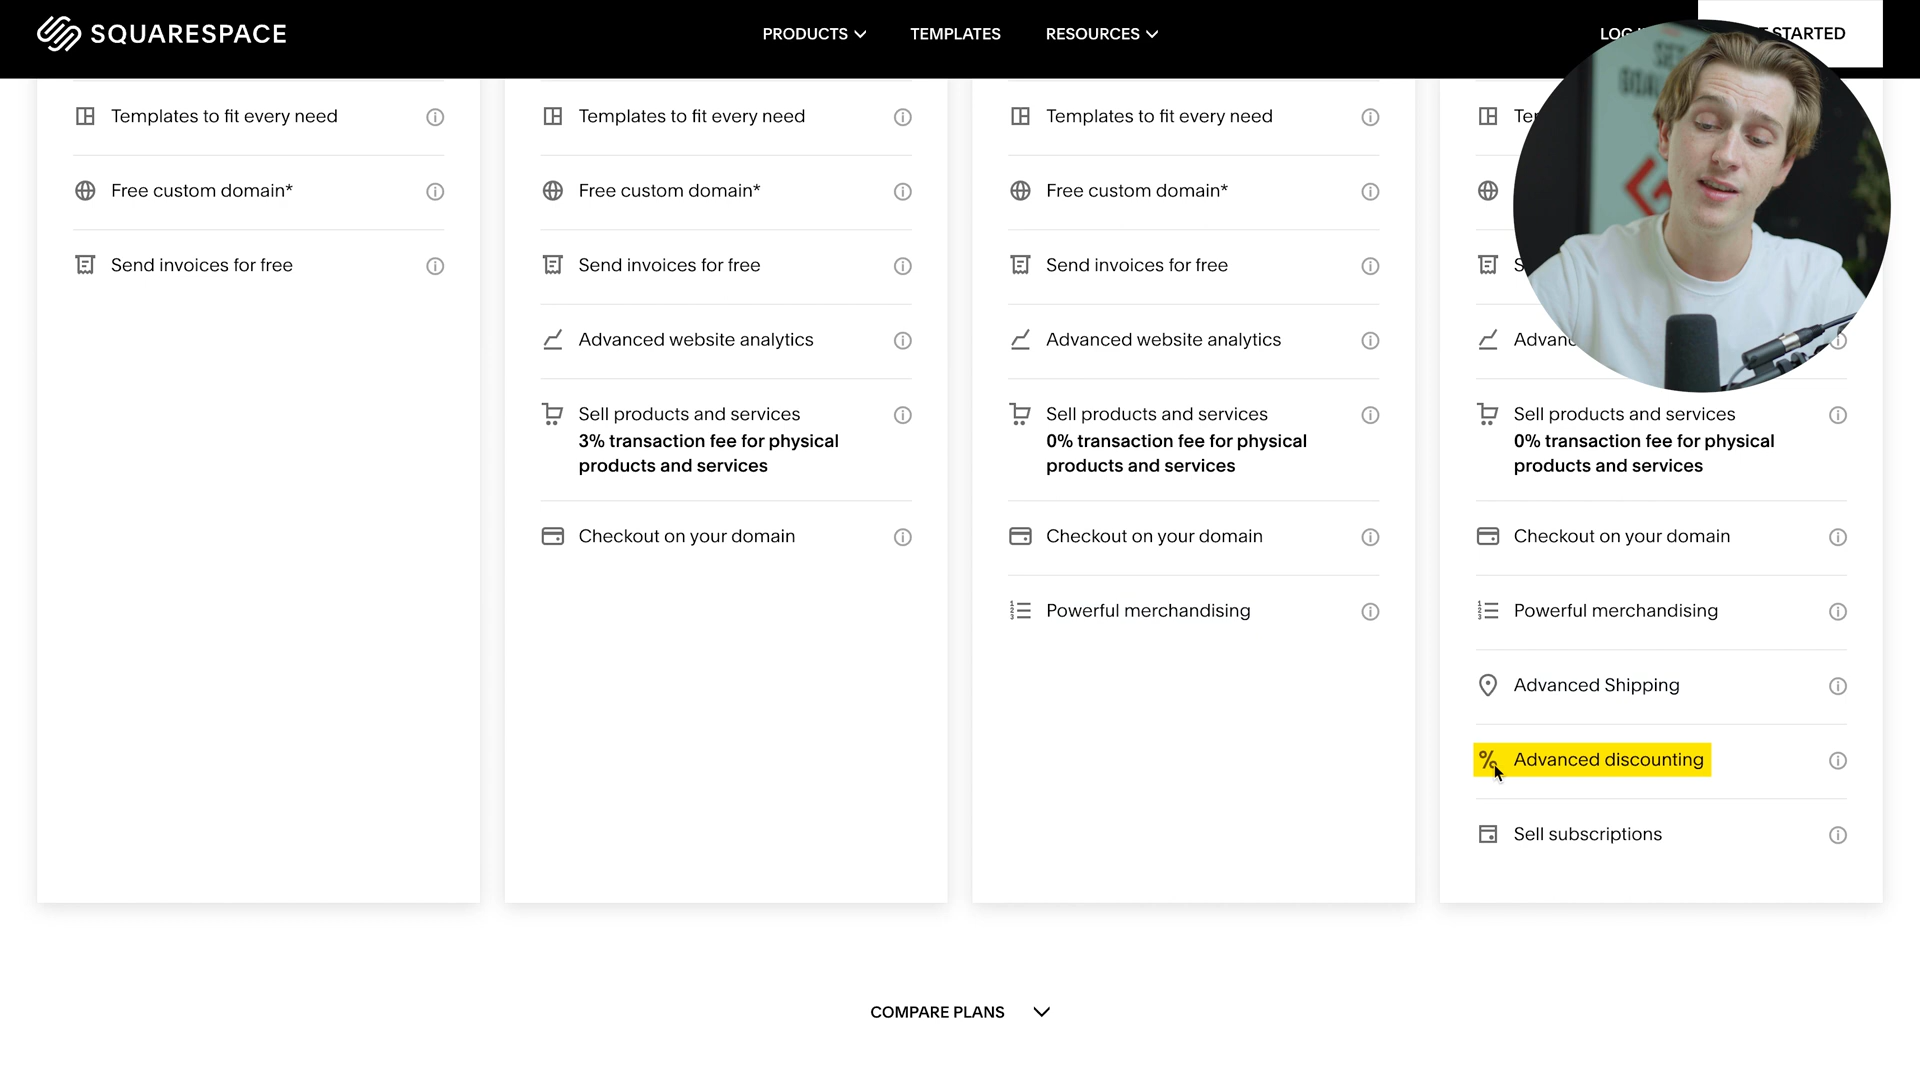 SQUARESPACE
PRODUCTS
TEMPLATES
RESOURCES
STARTED
Templates to fit every need
Free custom domain*
Send invoices for free
Templates to fit every need
Free custom domain*
Send invoices for free
Advanced website analytics
Sell products and services
3% transaction fee for physical
products and services
Checkout on your domain
Templates to fit every need
Free custom domain*
Send invoices for free
Advanced website analytics
Sell products and services
0% transaction fee for physical
products and services
Checkout on your domain
Powerful merchandising
Sell products and services
0% transaction fee for physical
products and services
Checkout on your domain
Powerful merchandising
Advanced Shipping
% Advanced discounting
Sell subscriptions
COMPARE PLANS